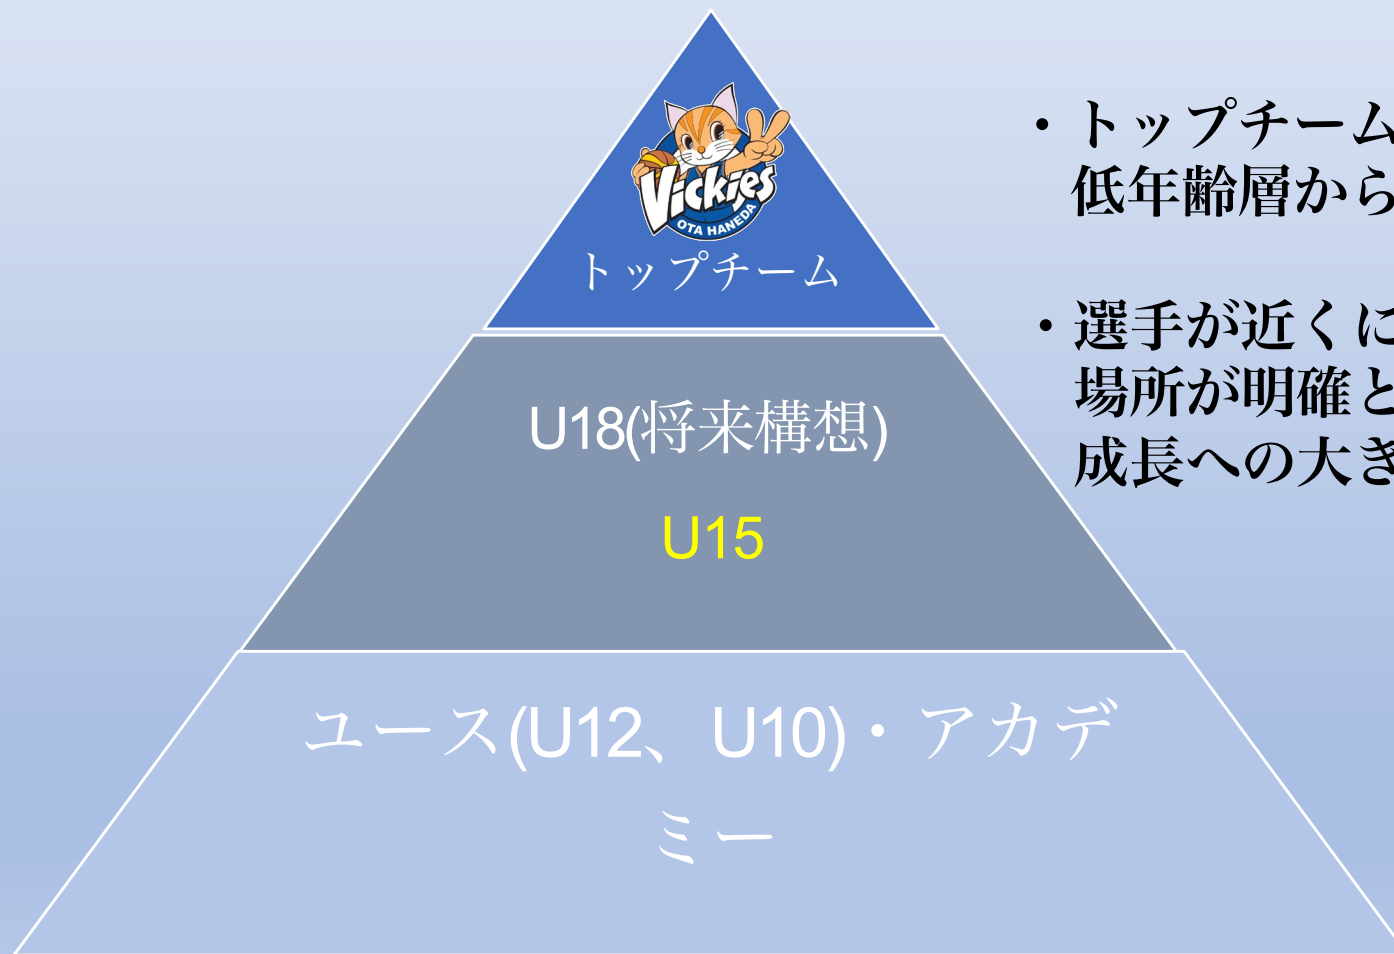 Vickies
OTA HANEDA
トップチーム
U18(将来構想)
U15
ユース(U12、U10)・アカデ
ミー
・トップチーム
低年齢層から
・選手が近くに
場所が明確と
成長への大き